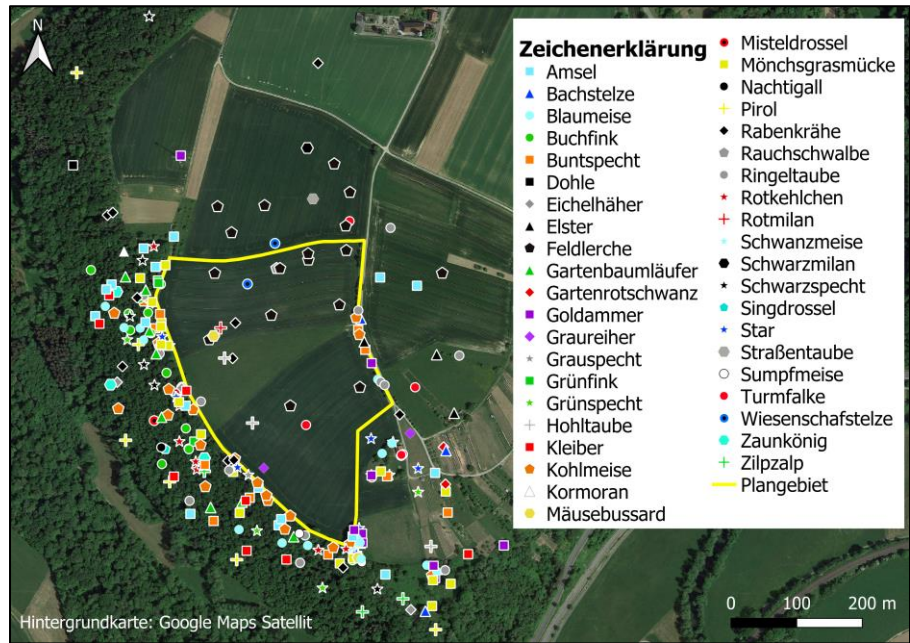 N
Zeichenerklärung
Amsel
Bachstelze
Blaumeise
Buchfink
Buntspecht
Dohle
Eichelhäher
Elster
Feldlerche
Gartenbaumläufer
Gartenrotschwanz
Goldammer
Graureiher
Grauspecht
Grünfink
Grünspecht
Hohltaube
Kleiber
Kohlmeise
Kormoran
Mäusebussard
Misteldrossel
Mönchsgrasmücke
Nachtigall
Pirol
Rabenkrähe
Rauchschwalbe
Ringeltaube
Rotkehlchen
Rotmilan
Schwanzmeise
Schwarzmilan
Schwarzspecht
Singdrossel
Star
Straßentaube
Sumpfmeise
Turmfalke
Wiesenschafstelze
Zaunkönig
Zilpzalp
Plangebiet
0 100 200 m
Hintergrundkarte: Google Maps Satellit